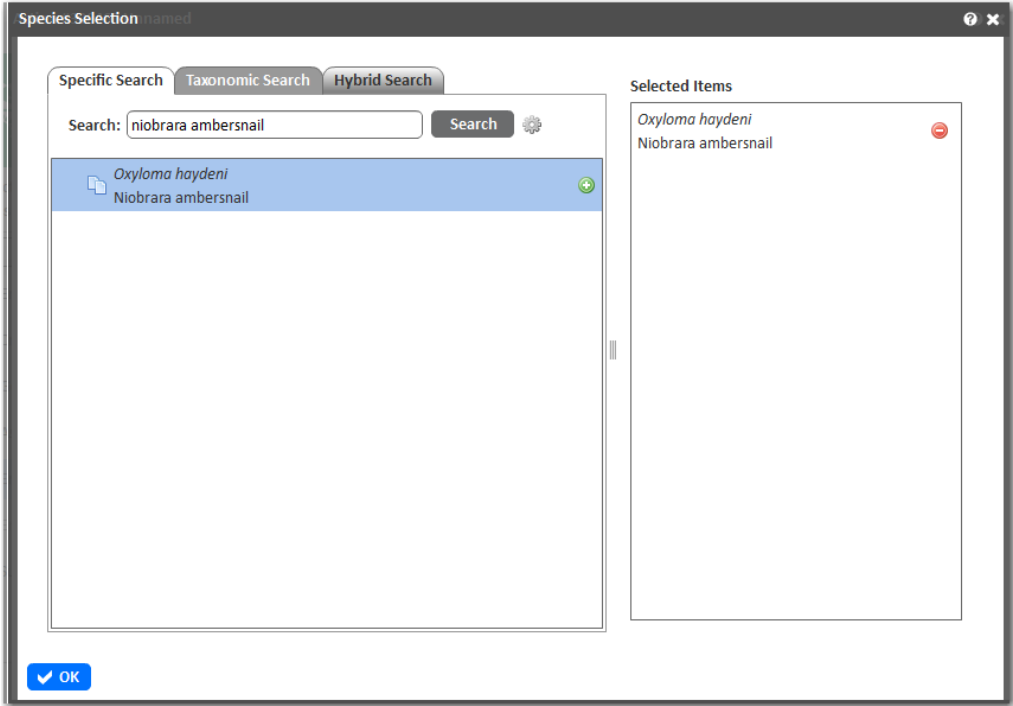 Species Selection
Specific Search
Taxonomic Search
Hybrid Search
Search: niobrara ambersnail
Search
Oxyloma haydeni
Niobrara ambersnail
Selected Items
Oxyloma haydeni
Niobrara ambersnail
OK